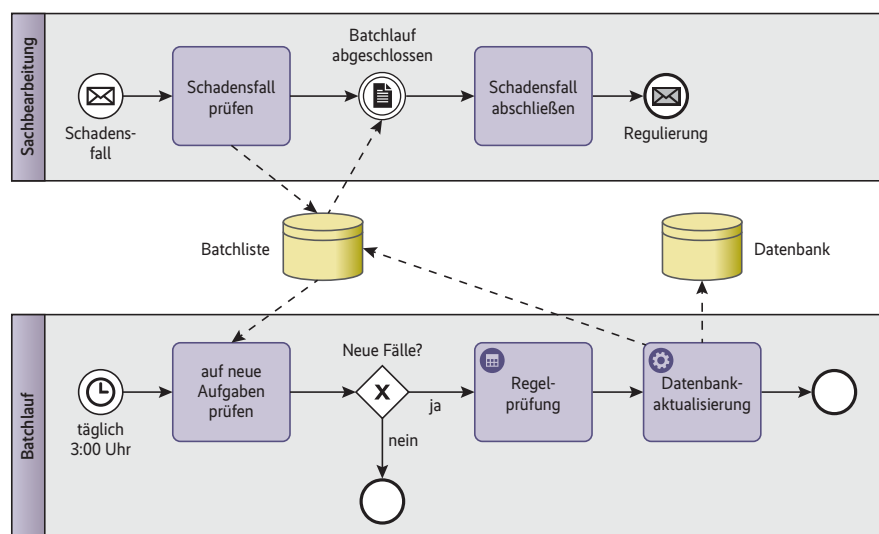 Sachbearbeitung
Schadens-
fall
Schadensfall
prüfen
Batchlauf
abgeschlossen
Schadensfall
abschließen
Regulierung
Batchliste
Datenbank
Batchlauf
täglich
3:00 Uhr
auf neue
Aufgaben
prüfen
Neue Fälle?
X
ja
nein
Regel-
prüfung
Datenbank-
aktualisierung